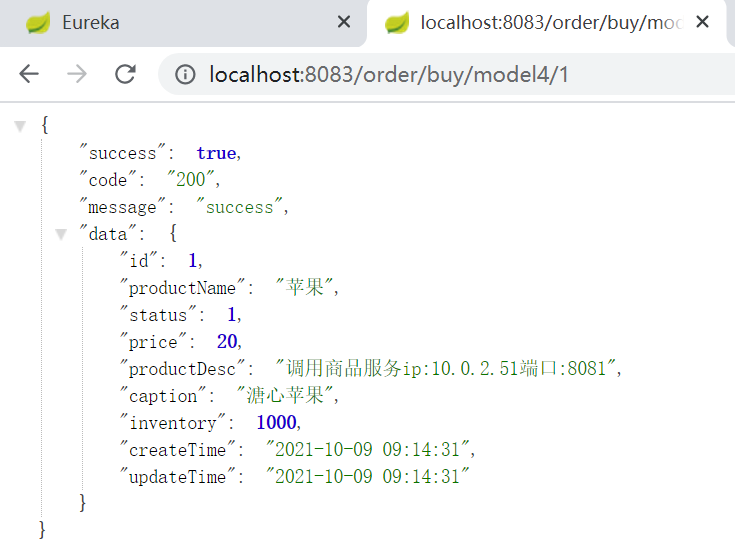 Eureka
localhost:8083/order/buy/mod
localhost:8083/order/buy/model4/1
{
"success": true,
"code": "200",
"message": "success",
"data": {
"id": 1,
"productName": "苹果",
"status": 1,
"price": 20,
"productDesc": "调用商品服务ip:10.0.2.51端口:8081",
"caption": "溏心苹果",
"inventory": 1000,
"createTime": "2021-10-09 09:14:31",
"updateTime": "2021-10-09 09:14:31"
}
}